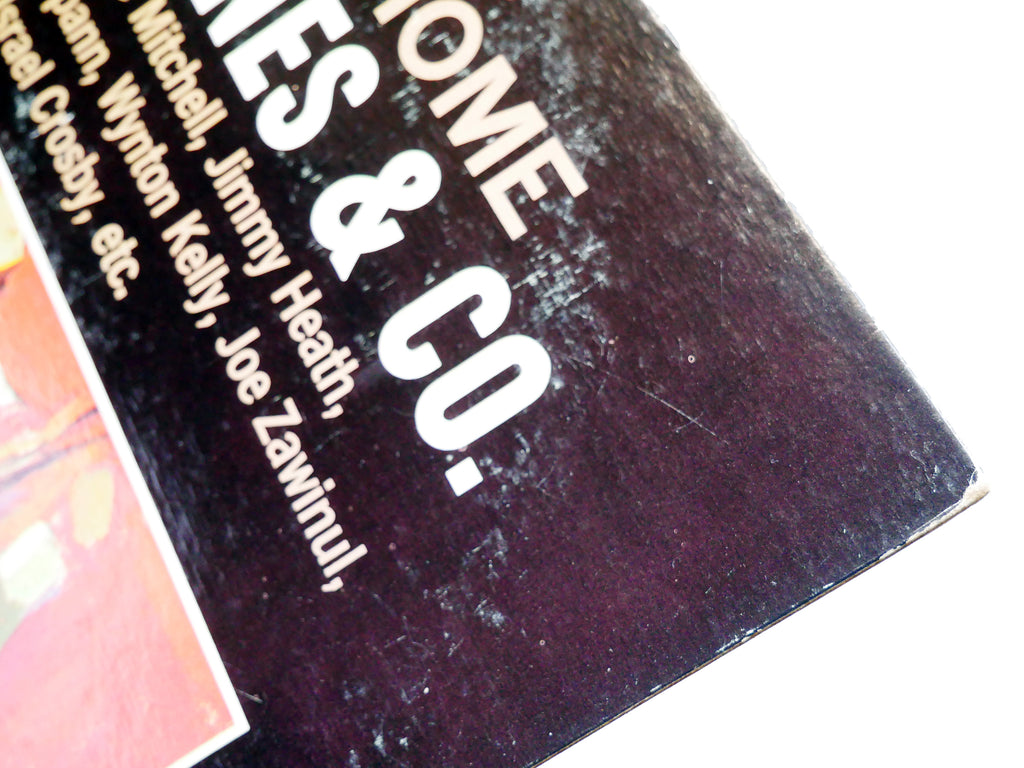 HOME
NES & CO.
Mitchell, Jimmy Heath,
pann, Wynton Kelly, Joe Zawinul,
srael Crosby, etc.